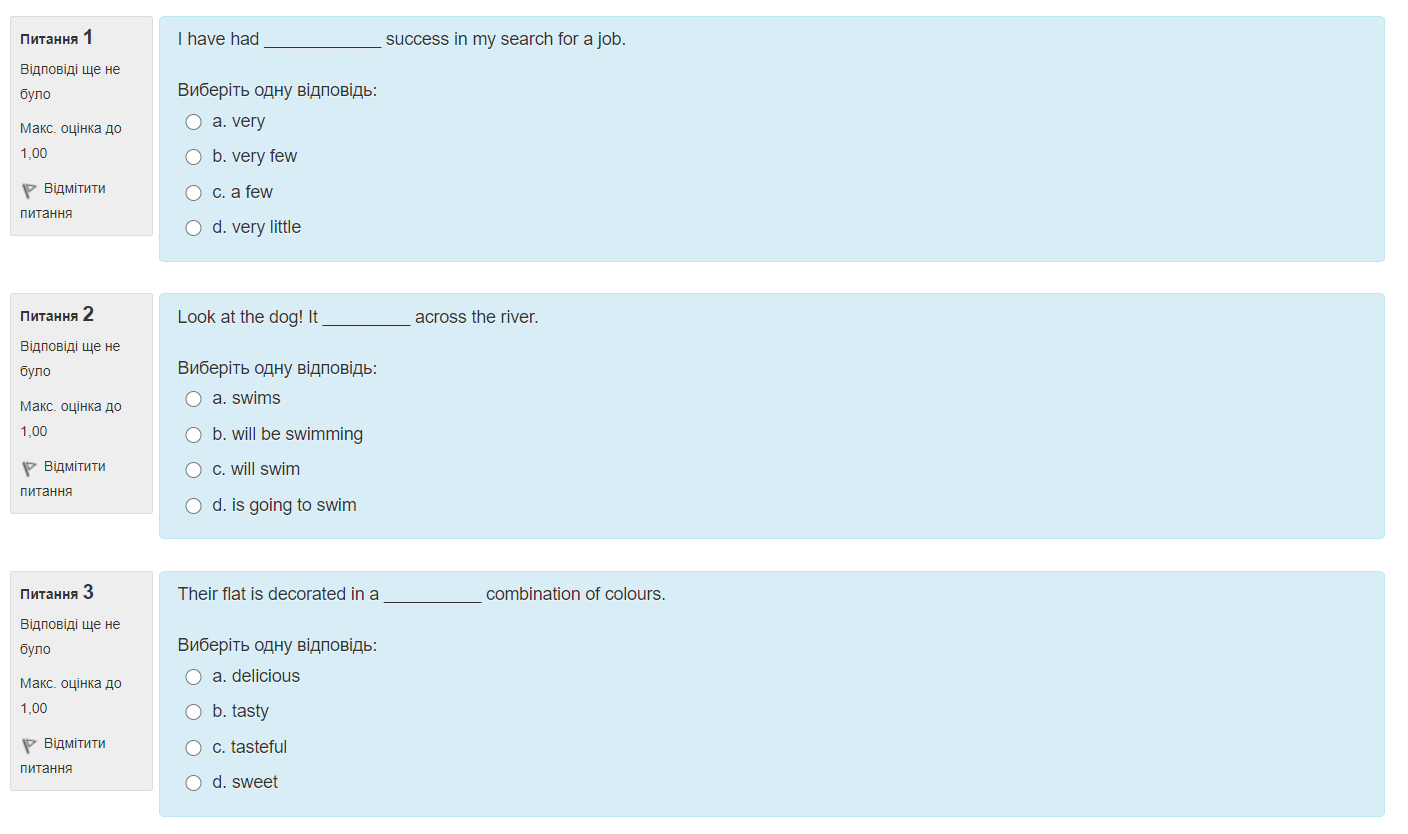 Питання 1
Відповіді ще не
було
Макс. оцінка до
1,00
Відмітити
питання
I have had ____________ success in my search for a job.
Виберіть одну відповідь:
a. very
b. very few
c. a few
d. very little
Питання 2
Відповіді ще не
було
Макс. оцінка до
1,00
Відмітити
питання
Look at the dog! It _________ across the river.
Виберіть одну відповідь:
a. swims
b. will be swimming
c. will swim
d. is going to swim
Питання 3
Відповіді ще не
було
Макс. оцінка до
1,00
Відмітити
питання
Their flat is decorated in a __________ combination of colours.
Виберіть одну відповідь:
a. delicious
b. tasty
c. tasteful
d. sweet